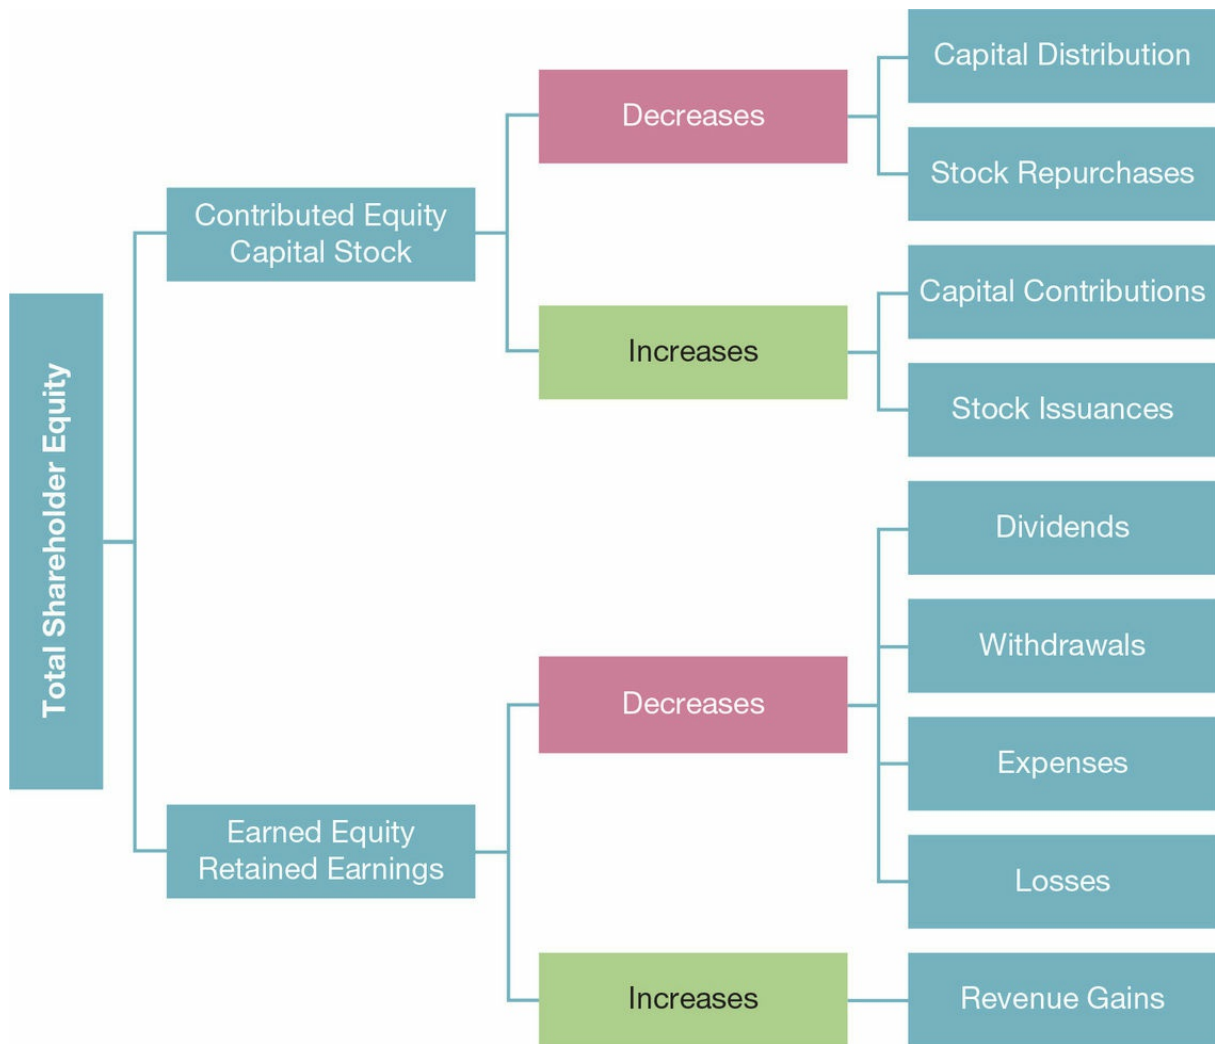 Total Shareholder Equity
Contributed Equity
Capital Stock
Decreases
Capital Distribution
Stock Repurchases
Increases
Capital Contributions
Stock Issuances
Earned Equity
Retained Earnings
Decreases
Dividends
Withdrawals
Expenses
Losses
Increases
Revenue Gains